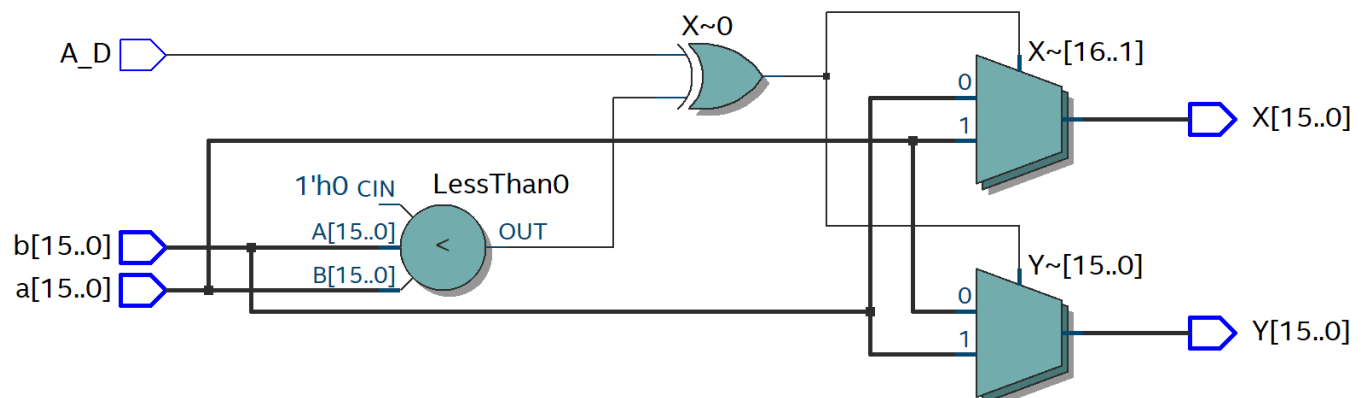 X~0
A_D
X~[16..1]
0
1
X[15..0]
1'h0 CIN
LessThan0
A[15..0]
<
OUT
B[15..0]
b[15..0]
a[15..0]
Y~[15..0]
0
1
Y[15..0]